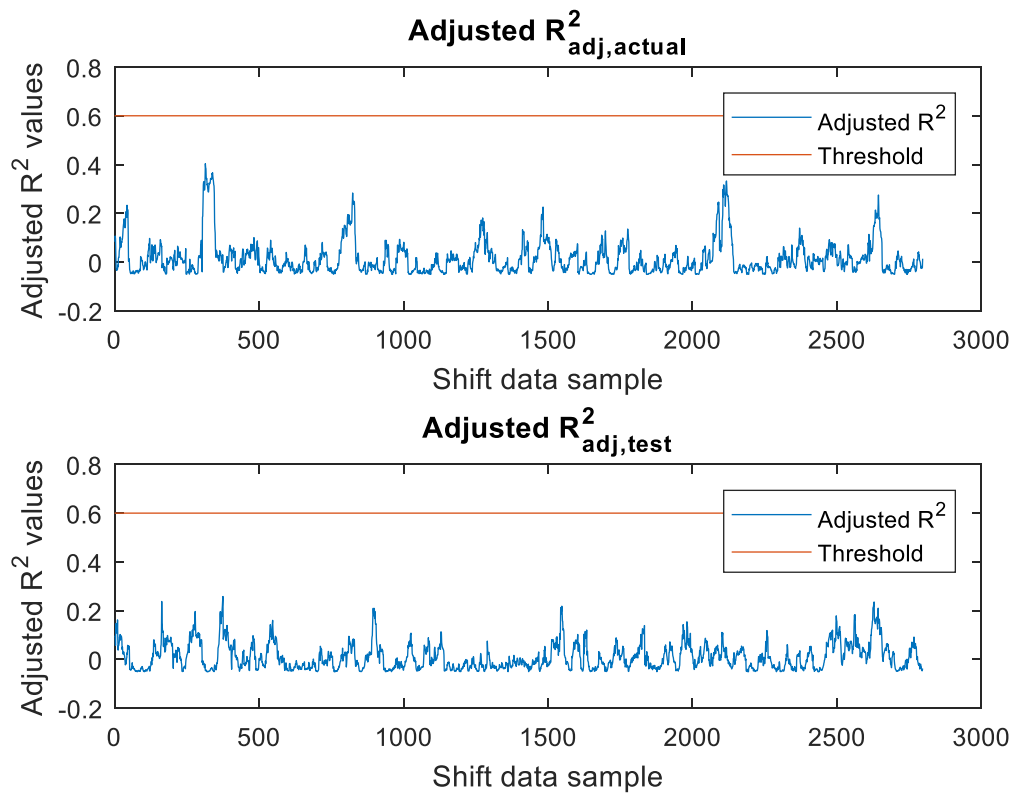 Adjusted R²adj,actual
Adjusted R² values
0.8
0.6
0.4
0.2
0
-0.2
Adjusted R²
Threshold
0 500 1000 1500 2000 2500 3000
Shift data sample
Adjusted R²adj,test
Adjusted R² values
0.8
0.6
0.4
0.2
0
-0.2
Adjusted R²
Threshold
0 500 1000 1500 2000 2500 3000
Shift data sample